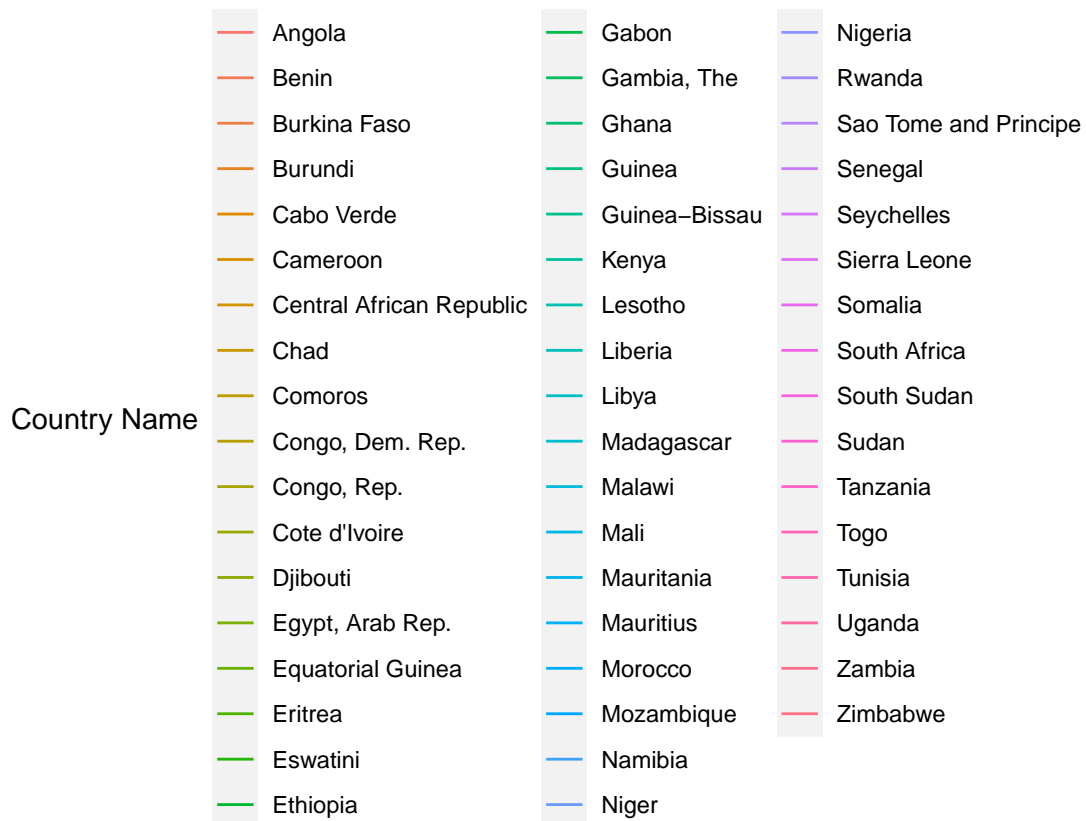 Country Name
Angola
Benin
Burkina Faso
Burundi
Cabo Verde
Cameroon
Central African Republic
Chad
Comoros
Congo, Dem. Rep.
Congo, Rep.
Cote d'Ivoire
Djibouti
Egypt, Arab Rep.
Equatorial Guinea
Eritrea
Eswatini
Ethiopia
Gabon
Gambia, The
Ghana
Guinea
Guinea−Bissau
Kenya
Lesotho
Liberia
Libya
Madagascar
Malawi
Mali
Mauritania
Mauritius
Morocco
Mozambique
Namibia
Niger
Nigeria
Rwanda
Sao Tome and Principe
Senegal
Seychelles
Sierra Leone
Somalia
South Africa
South Sudan
Sudan
Tanzania
Togo
Tunisia
Uganda
Zambia
Zimbabwe